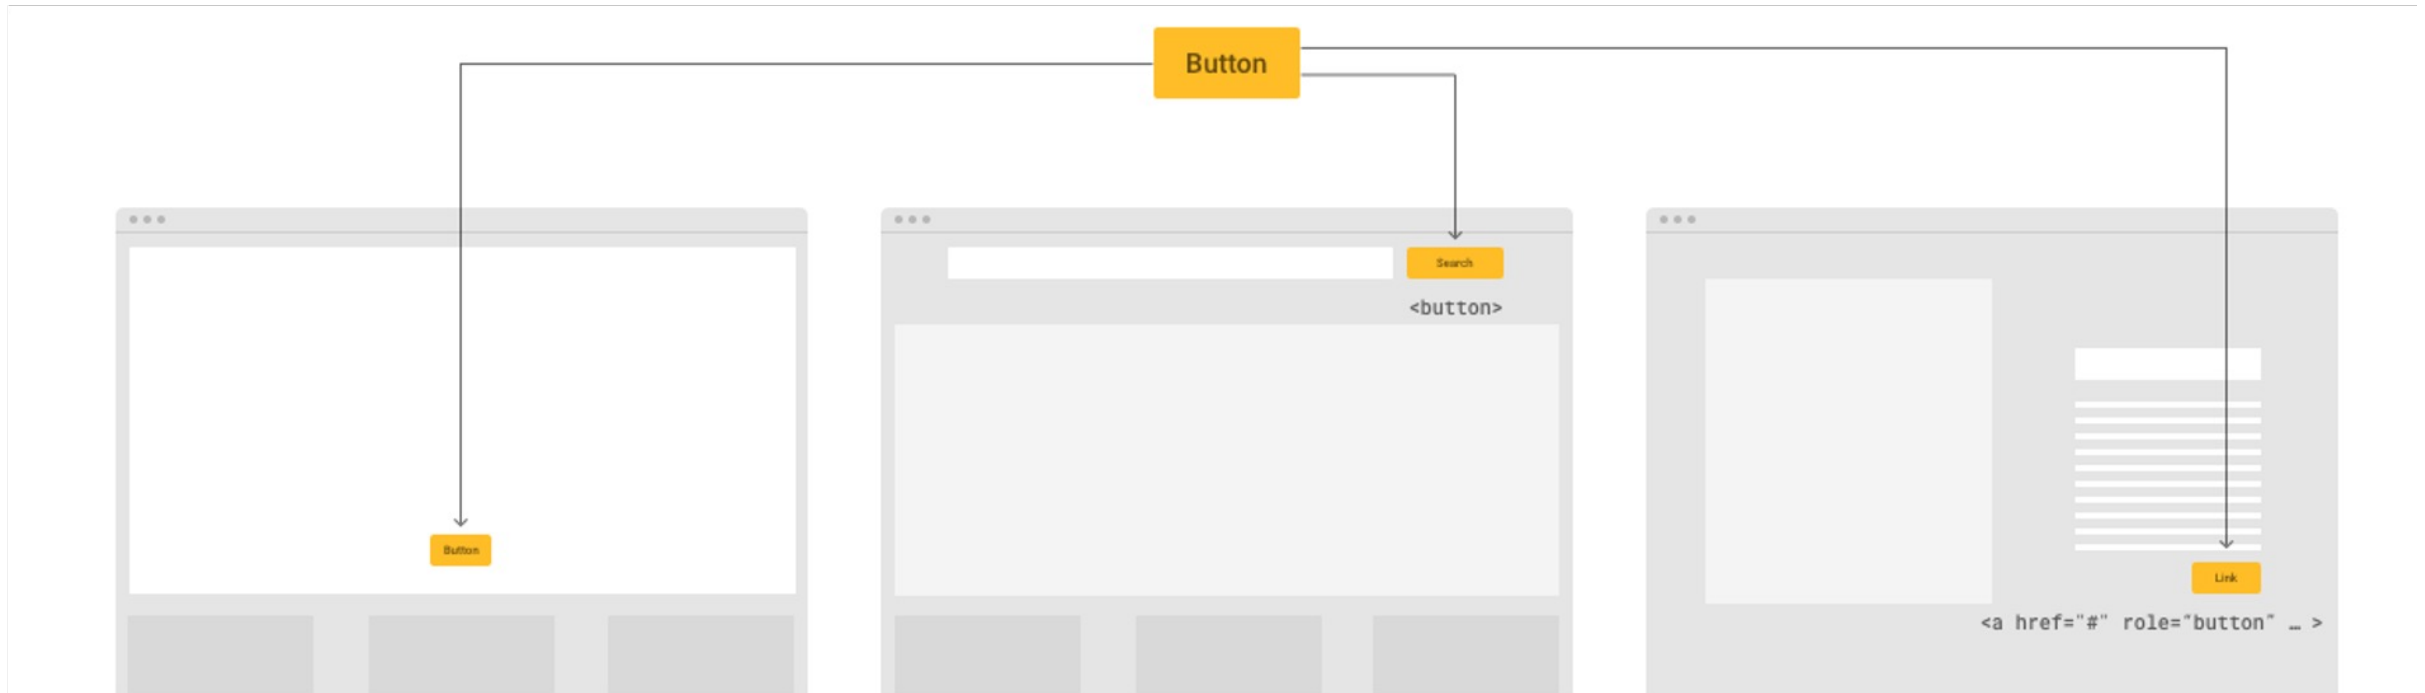 Button
Search
<button>
Button
Link
<a href="#" role="button" … >